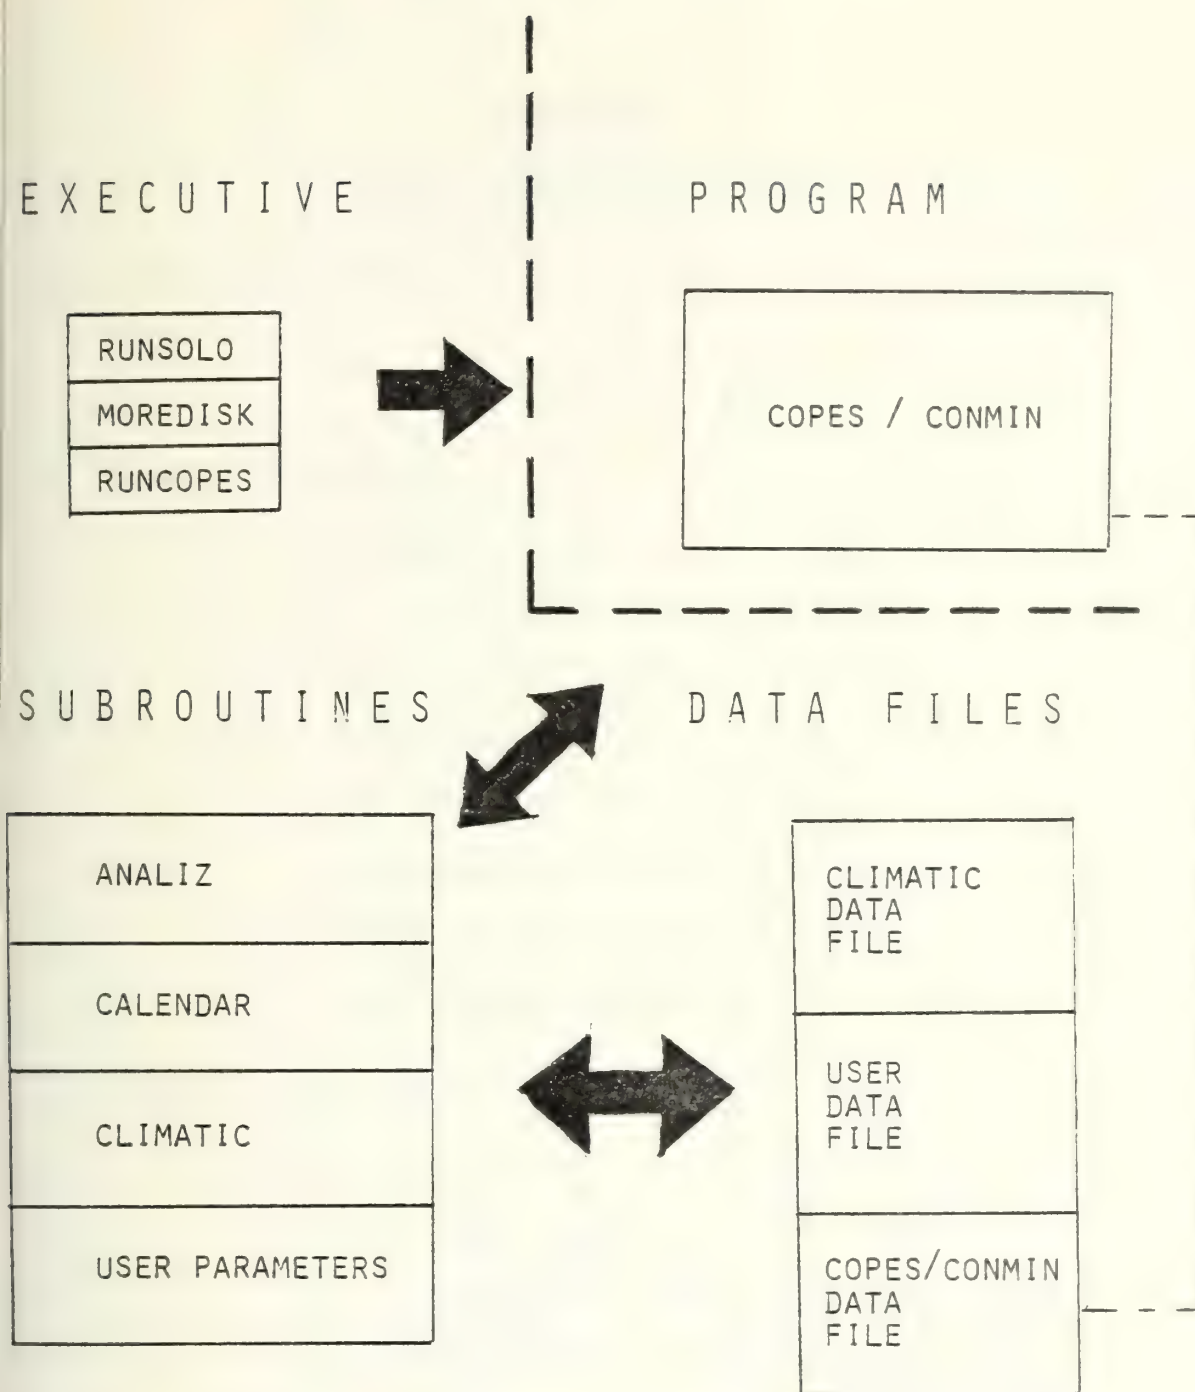 EXECUTIVE
RUNSOLO
MOREDISK
RUNCOPES
PROGRAM
COPES / CONMIN
SUBROUTINES
ANALIZ
CALENDAR
CLIMATIC
USER PARAMETERS
DATA FILES
CLIMATIC
DATA
FILE
USER
DATA
FILE
COPES/CONMIN
DATA
FILE